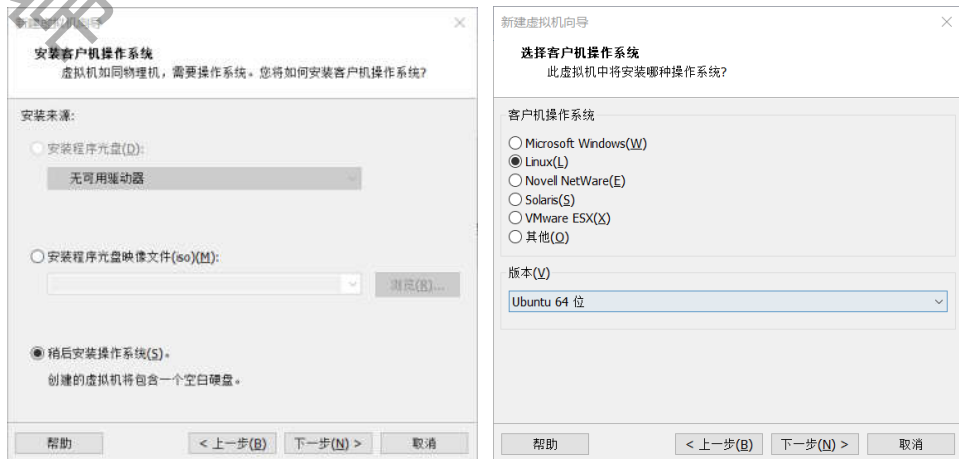 新建虚拟机向导
安装客户机操作系统
虚拟机如同物理机，需要操作系统。您将如何安装客户机操作系统?
安装来源:
安装程序光盘(D):
无可用驱动器
安装程序光盘映像文件(iso)(M):
浏览(R)...
稍后安装操作系统(S)。
创建的虚拟机将包含一个空白硬盘。
帮助
< 上一步(B)
下一步(N) >
取消
新建虚拟机向导
选择客户机操作系统
此虚拟机中将安装哪种操作系统?
客户机操作系统
Microsoft Windows(W)
Linux(L)
Novell NetWare(E)
Solaris(S)
VMware ESX(X)
其他(O)
版本(V)
Ubuntu 64 位
帮助
< 上一步(B)
下一步(N) >
取消